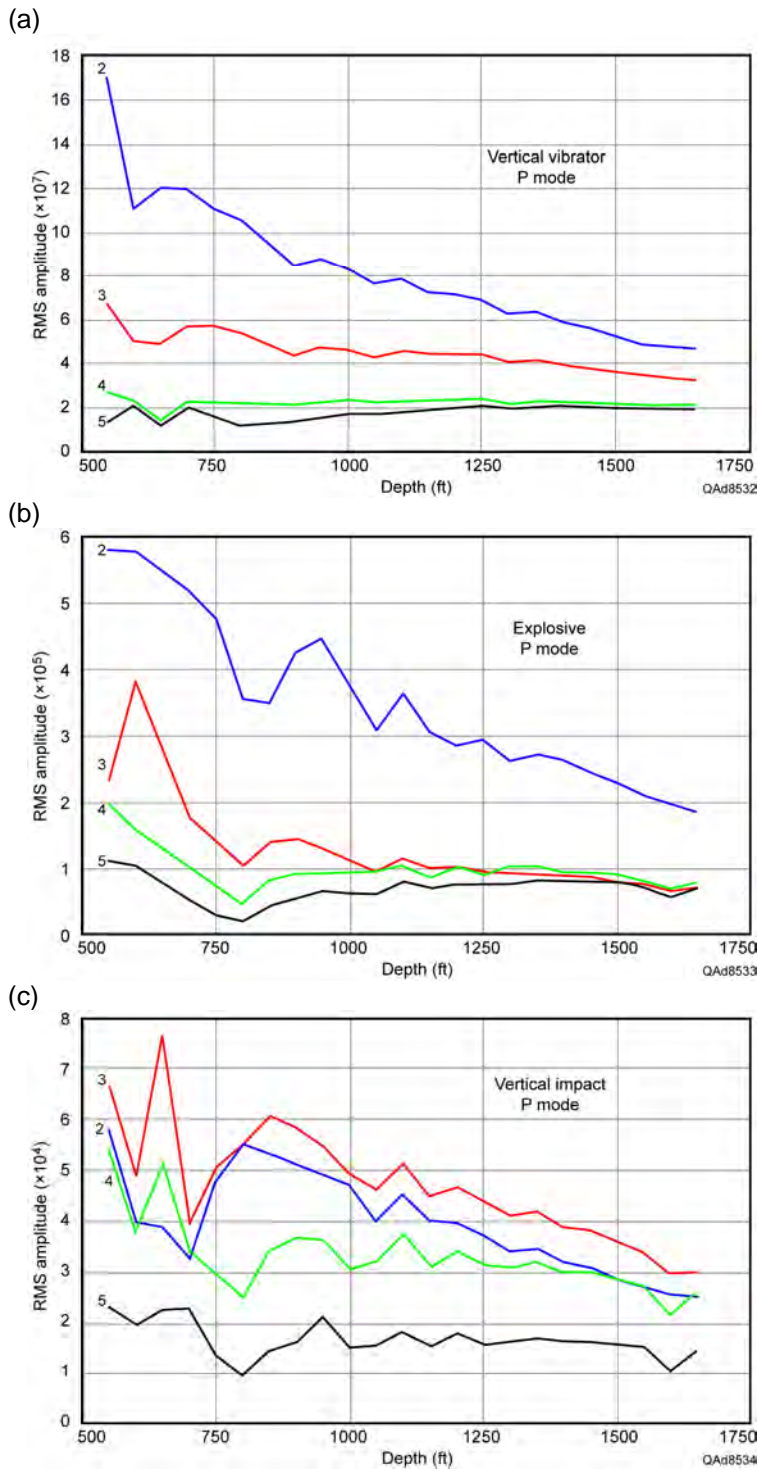 (a)
18
16
14
12
10
8
6
4
2
0
RMS amplitude (×10⁷)
2
3
4
5
Vertical vibrator
P mode
500 750 1000 1250 1500 1750
Depth (ft)
QAd8532
(b)
6
5
4
3
2
1
0
RMS amplitude (×10⁵)
2
3
4
5
Explosive
P mode
500 750 1000 1250 1500 1750
Depth (ft)
QAd8533
(c)
8
7
6
5
4
3
2
1
0
RMS amplitude (×10⁴)
3
2
4
5
Vertical impact
P mode
500 750 1000 1250 1500 1750
Depth (ft)
QAd8534